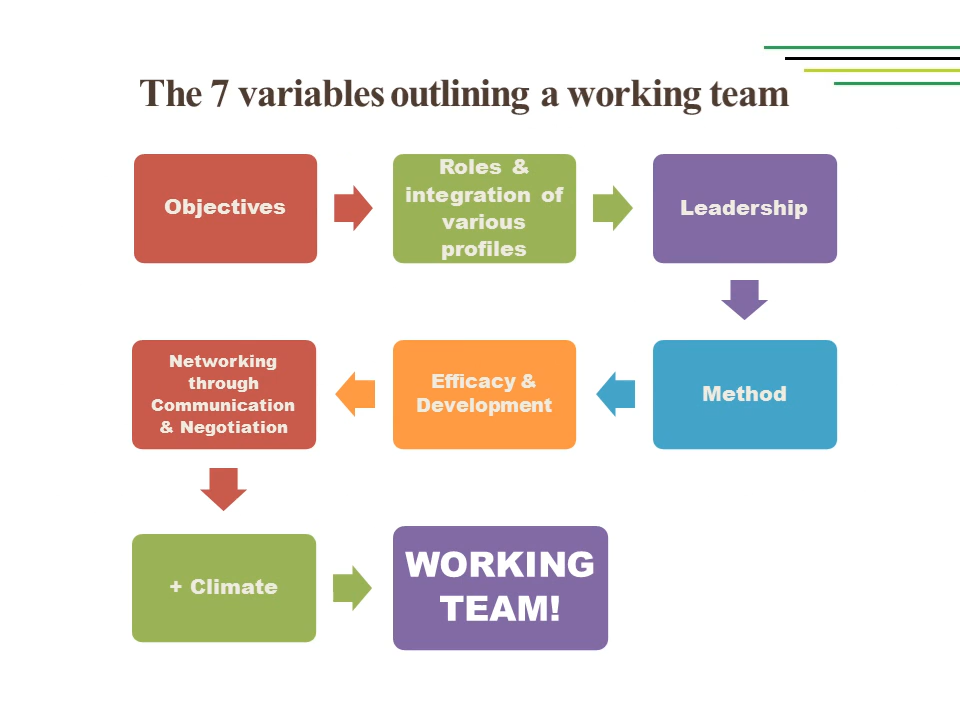 The 7 variables outlining a working team
Objectives
Roles &
integration of
various
profiles
Leadership
Method
Efficacy &
Development
Networking
through
Communication
& Negotiation
+ Climate
WORKING
TEAM!